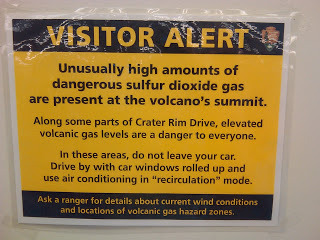 VISITOR ALERT
Unusually high amounts of
dangerous sulfur dioxide gas
are present at the volcano's summit.
Along some parts of Crater Rim Drive, elevated
volcanic gas levels are a danger to everyone.
In these areas, do not leave your car.
Drive by with car windows rolled up and
use air conditioning in "recirculation" mode.
Ask a ranger for details about current wind conditions
and locations of volcanic gas hazard zones.